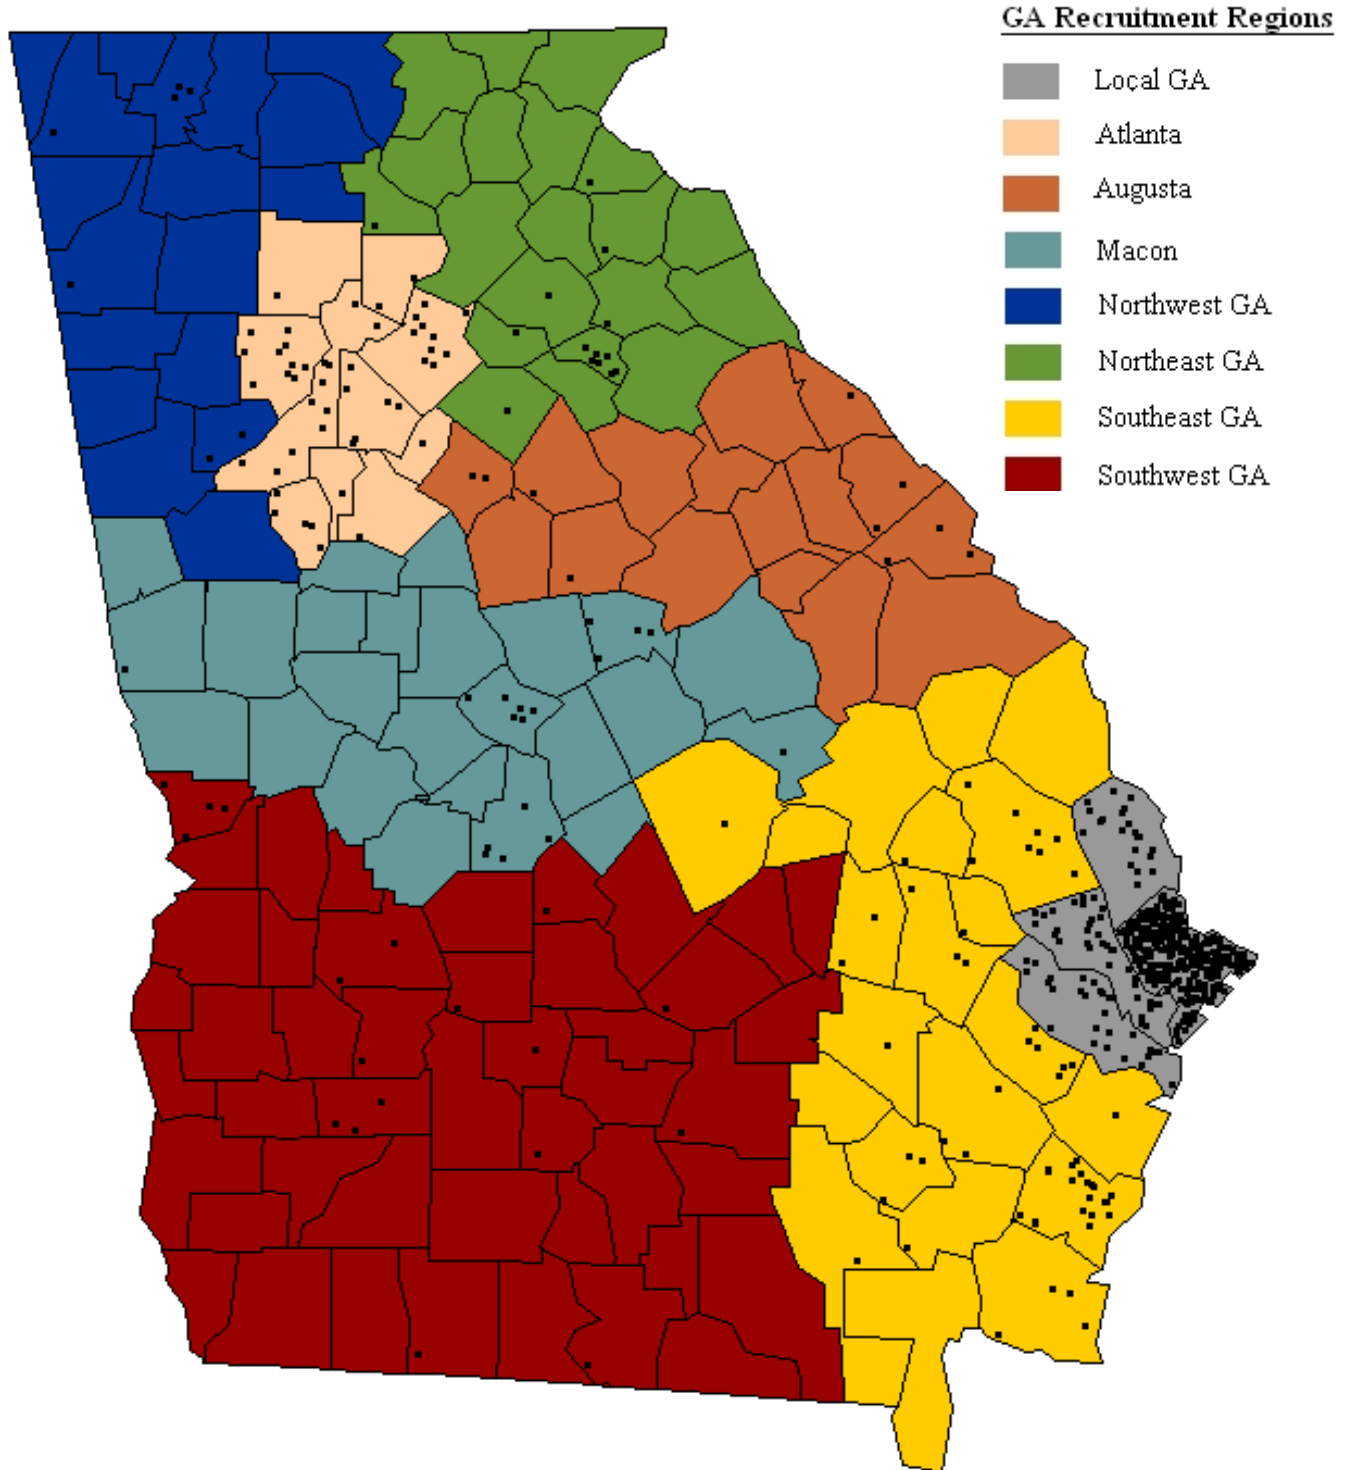 GA Recruitment Regions
Local GA
Atlanta
Augusta
Macon
Northwest GA
Northeast GA
Southeast GA
Southwest GA